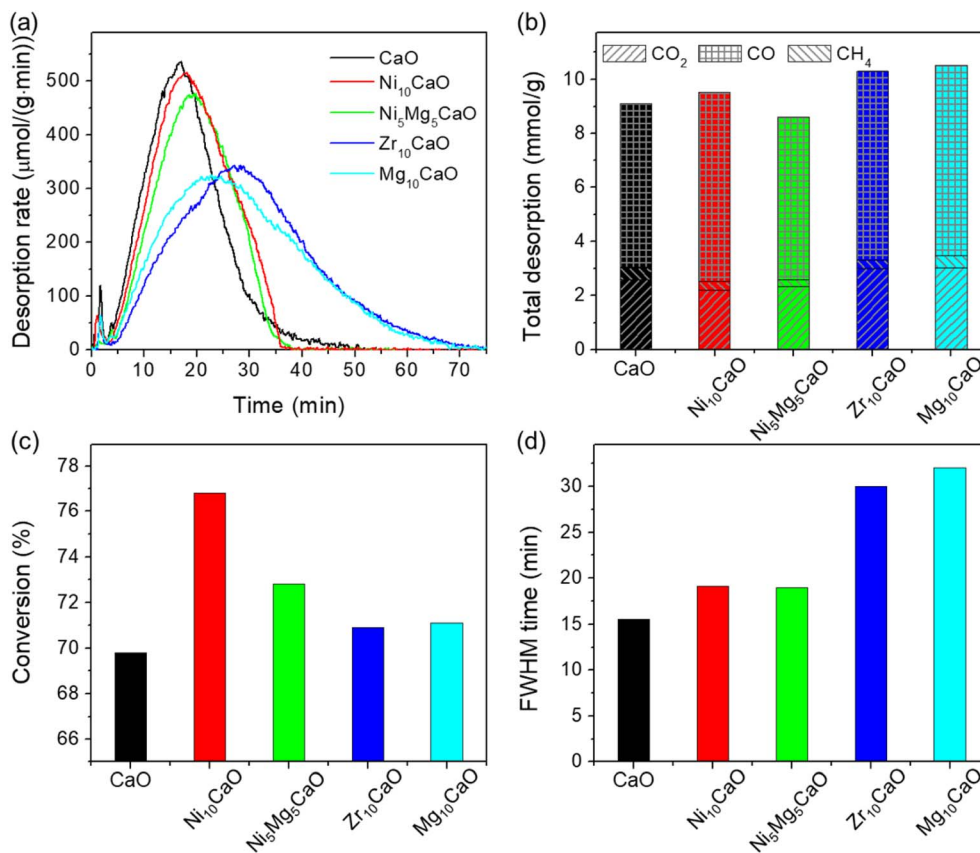 (a)
Desorption rate (μmol/(g·min)))
500
400
300
200
100
0
CaO
Ni₁₀CaO
Ni₅Mg₅CaO
Zr₁₀CaO
Mg₁₀CaO
0 10 20 30 40 50 60 70
Time (min)
(b)
Total desorption (mmol/g)
CO₂ CO CH₄
10
8
6
4
2
0
CaO Ni₁₀CaO Ni₅Mg₅CaO Zr₁₀CaO Mg₁₀CaO
(c)
Conversion (%)
78
76
74
72
70
68
66
CaO Ni₁₀CaO Ni₅Mg₅CaO Zr₁₀CaO Mg₁₀CaO
(d)
FWHM time (min)
30
25
20
15
10
5
0
CaO Ni₁₀CaO Ni₅Mg₅CaO Zr₁₀CaO Mg₁₀CaO